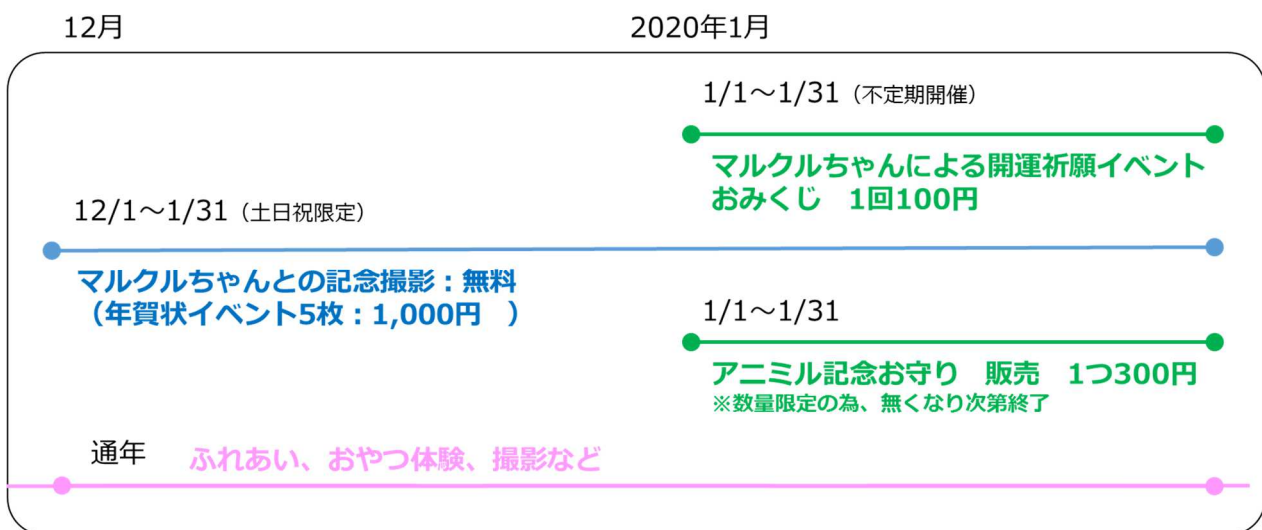 12月
2020年1月
1/1～1/31（不定期開催）
マルクルちゃんによる開運祈願イベント
おみくじ　1回100円
12/1～1/31（土日祝限定）
マルクルちゃんとの記念撮影：無料
（年賀状イベント5枚：1,000円　）
1/1～1/31
アニミル記念お守り　販売　1つ300円
※数量限定の為、無くなり次第終了
通年　ふれあい、おやつ体験、撮影など